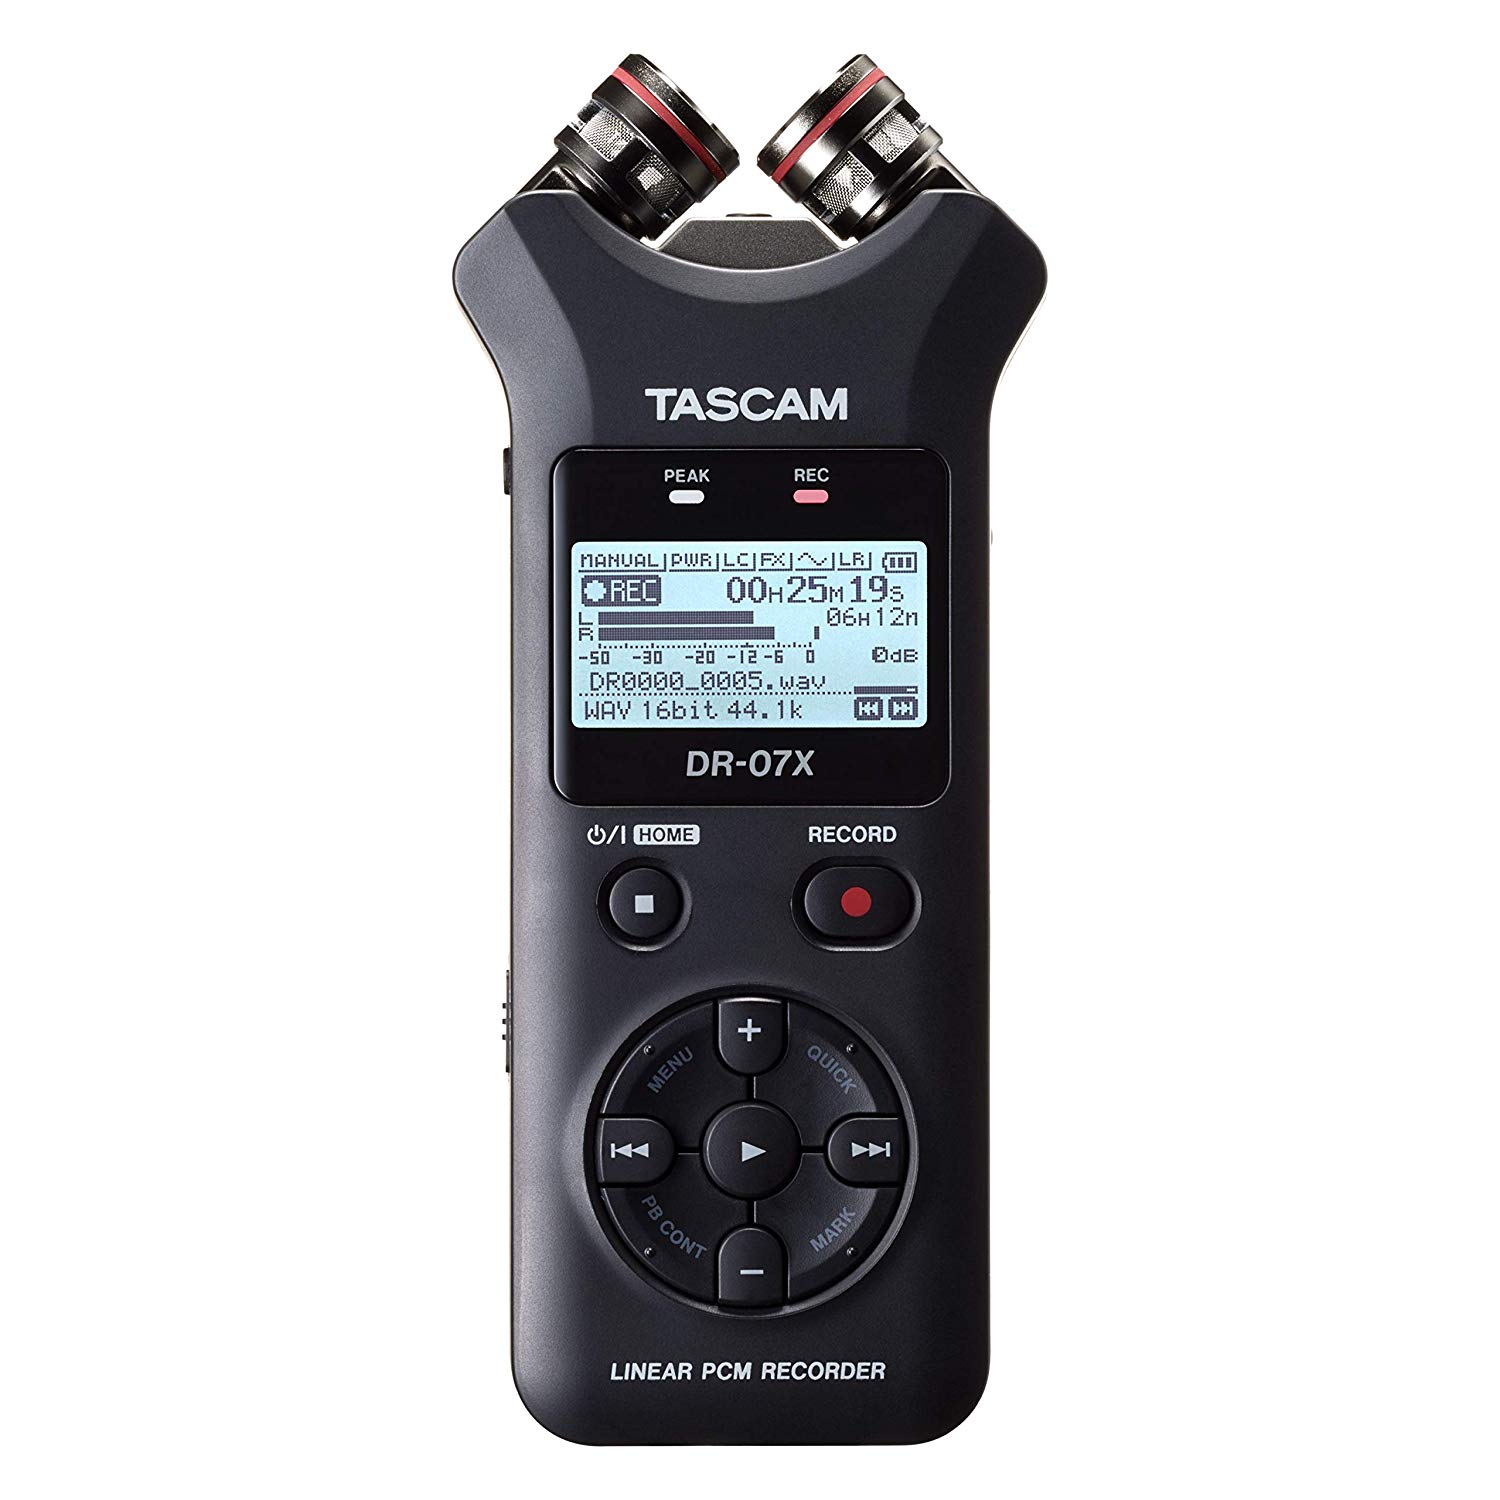 TASCAM
PEAK REC
MANUAL PWR LC FX LR
REC 00H25M19S
L 06H12M
R
-50 -30 -20 -12 -6 0 0dB
DR0000_0005.wav
WAV 16bit 44.1k
DR-07X
HOME RECORD
MENU QUICK
PB CONT MARK
LINEAR PCM RECORDER